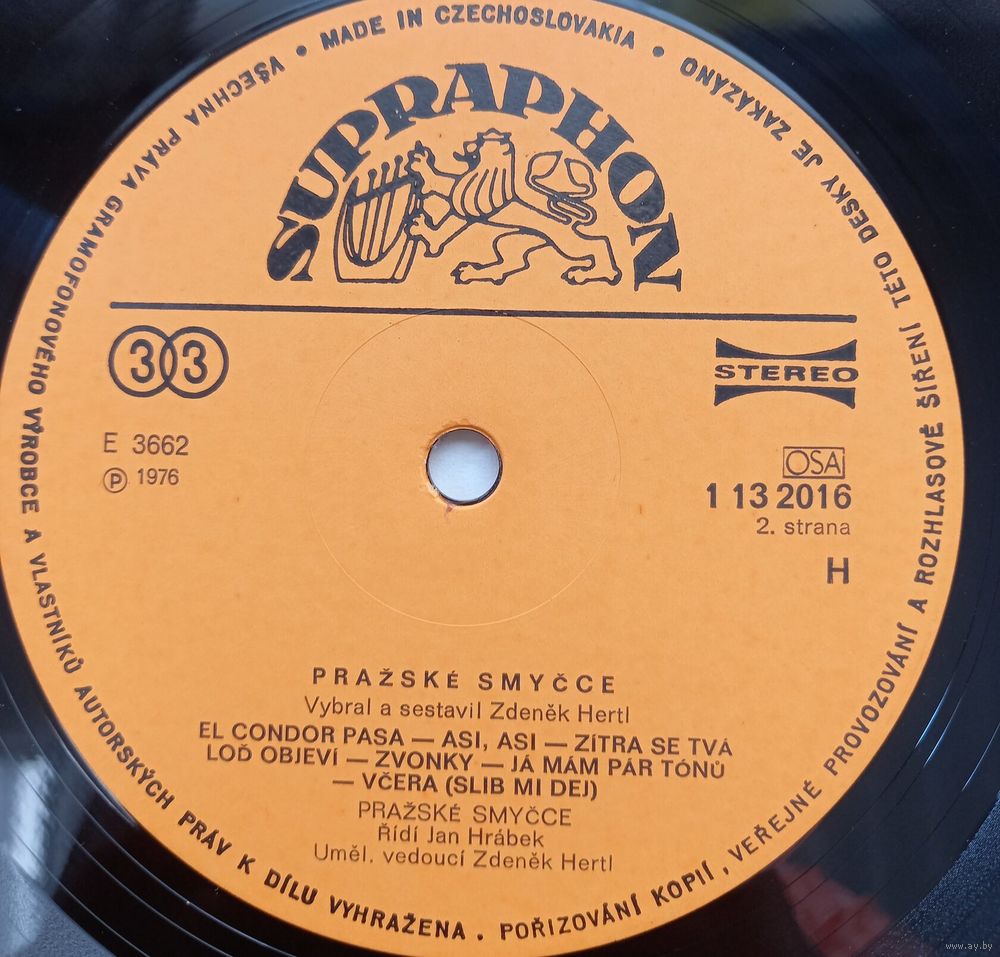 VŠECHNA PRÁVA GRAMOFONOVÉHO VÝROBCE A VLASTNÍKŮ AUTORSKÝCH PRÁV K DÍLU VYHRAŽENA. POŘIZOVÁNÍ KOPIÍ, VEŘEJNÉ PROVOZOVÁNÍ A ROZHLASOVÉ ŠÍŘENÍ TÉTO DESKY JE ZAKÁZÁNO
• MADE IN CZECHOSLOVAKIA •
SUPRAPHON
33
STEREO
E 3662
Ⓟ 1976
OSA
1 13 2016
2. strana
H
PRAŽSKÉ SMYČCE
Vybral a sestavil Zdeněk Hertl
EL CONDOR PASA — ASI, ASI — ZÍTRA SE TVÁ
LOĎ OBJEVÍ — ZVONKY — JÁ MÁM PÁR TÓNŮ
— VČERA (SLIB MI DEJ)
PRAŽSKÉ SMYČCE
Řídí Jan Hrábek
Uměl. vedoucí Zdeněk Hertl
www.ay.by